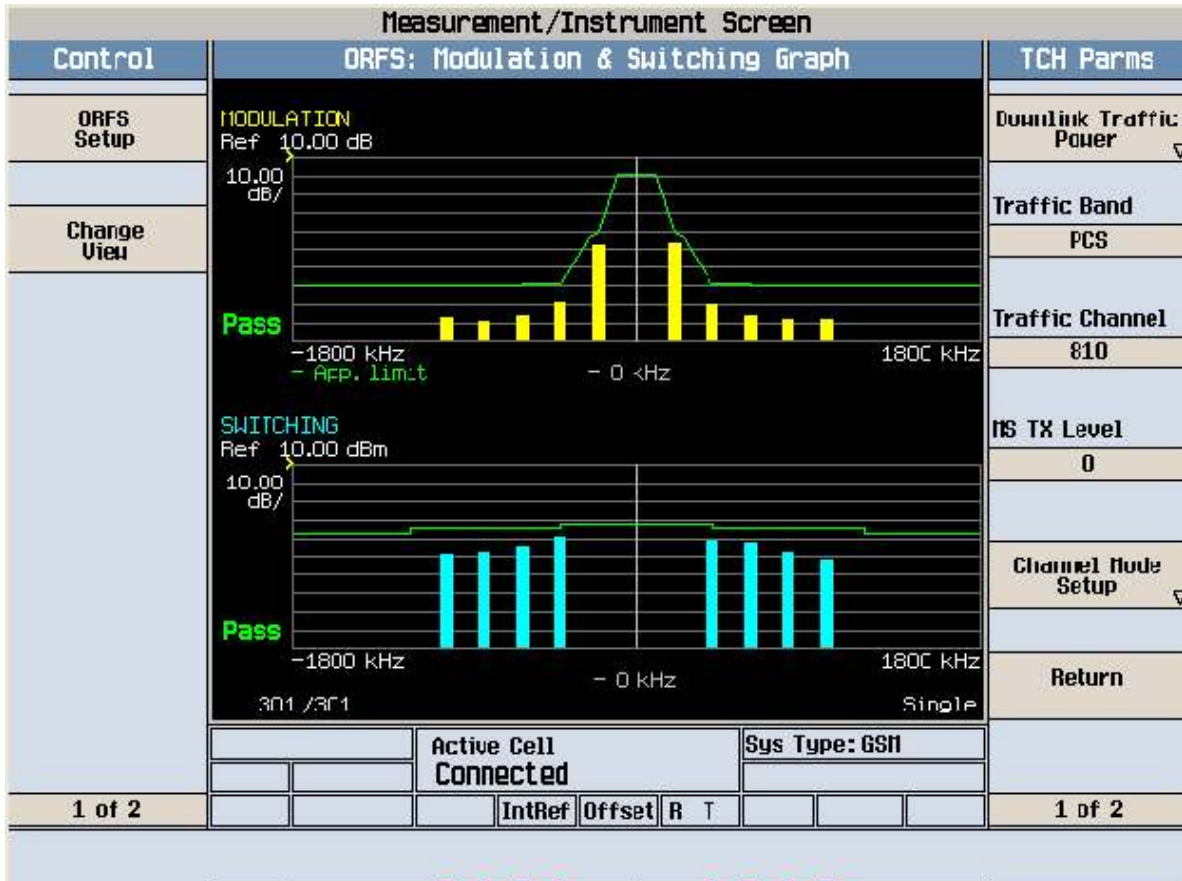 Measurement/Instrument Screen
Control
ORFS: Modulation & Switching Graph
TCH Parms
ORFS
Setup
Change
View
1 of 2
MODULATION
Ref 10.00 dB
10.00
dB/
Pass
-1800 kHz
1800 kHz
- App. limit
- 0 kHz
SWITCHING
Ref 10.00 dBm
10.00
dB/
Pass
-1800 kHz
1800 kHz
- 0 kHz
301/301
Single
Active Cell
Connected
Sys Type: GSM
IntRef
Offset
R T
Downlink Traffic
Power
Traffic Band
PCS
Traffic Channel
810
MS TX Level
0
Channel Mode
Setup
Return
1 of 2